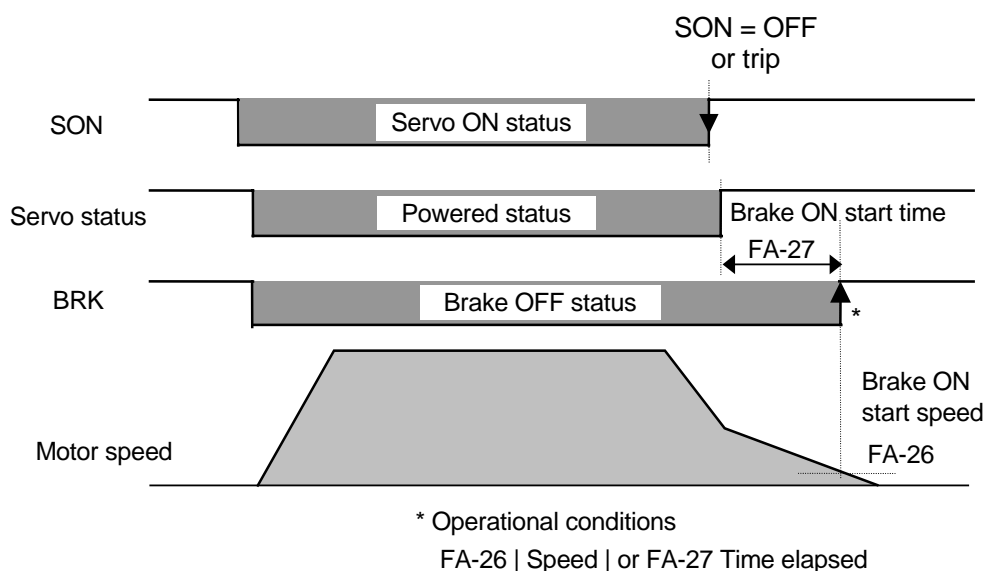 SON = OFF
or trip
SON
Servo ON status
Servo status
Powered status
Brake ON start time
FA-27
BRK
Brake OFF status
*
Brake ON
start speed
Motor speed
FA-26
* Operational conditions
FA-26 | Speed | or FA-27 Time elapsed